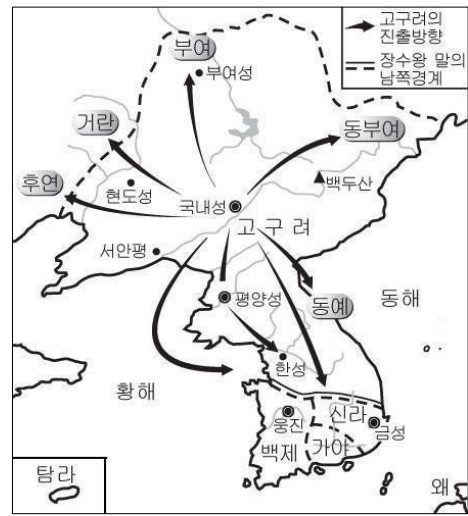 고구려의
진출방향
장수왕 말의
남쪽경계
부여
부여성
거란
동부여
후연
현도성
백두산
국내성
고구려
서안평
평양성
동예
동해
한성
황해
신라
웅진
금성
백제
가야
탐라
왜